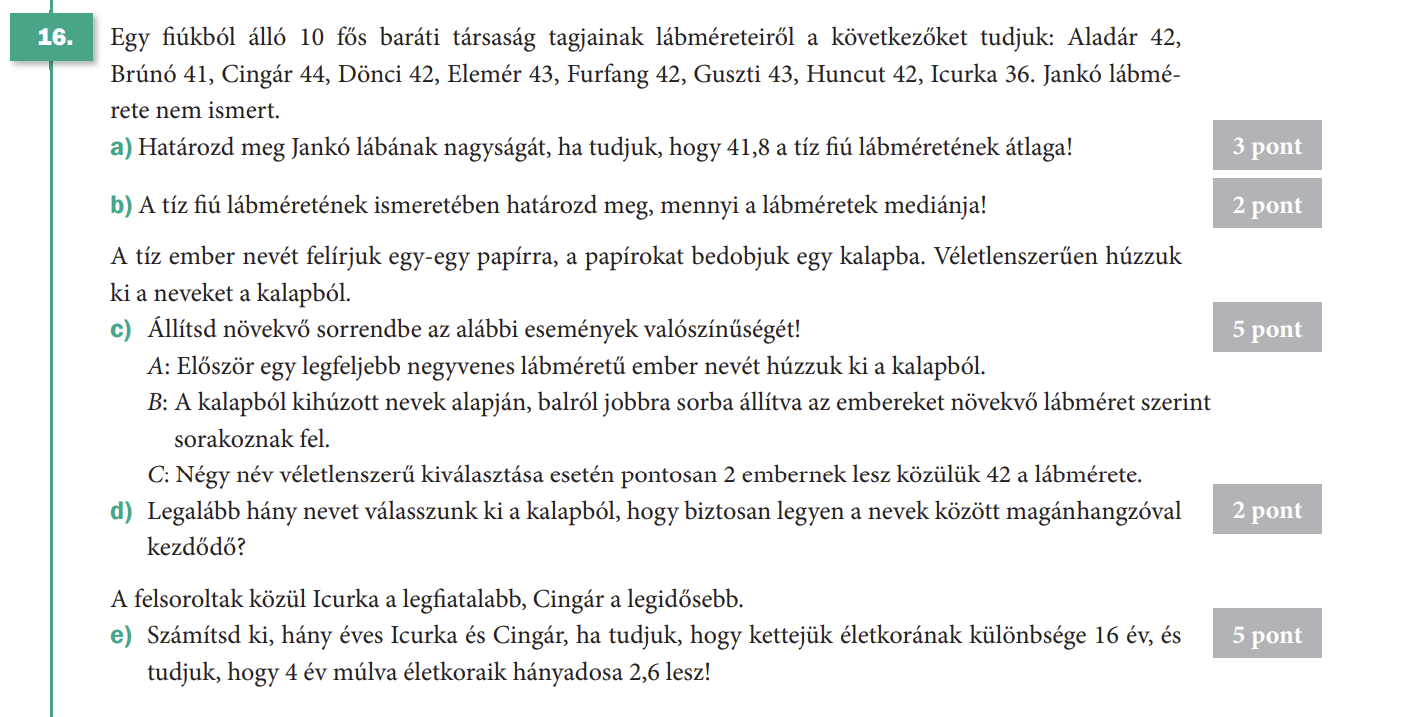 16.
Egy fiúkból álló 10 fős baráti társaság tagjainak lábméreteiről a következőket tudjuk: Aladár 42,
Brúnó 41, Cingár 44, Dönci 42, Elemér 43, Furfang 42, Guszti 43, Huncut 42, Icurka 36. Jankó lábmé-
rete nem ismert.
a) Határozd meg Jankó lábának nagyságát, ha tudjuk, hogy 41,8 a tíz fiú lábméretének átlaga!
3 pont
b) A tíz fiú lábméretének ismeretében határozd meg, mennyi a lábméretek mediánja!
2 pont
A tíz ember nevét felírjuk egy-egy papírra, a papírokat bedobjuk egy kalapba. Véletlenszerűen húzzuk
ki a neveket a kalapból.
c) Állítsd növekvő sorrendbe az alábbi események valószínűségét!
5 pont
A: Először egy legfeljebb negyvenes lábméretű ember nevét húzzuk ki a kalapból.
B: A kalapból kihúzott nevek alapján, balról jobbra sorba állítva az embereket növekvő lábméret szerint
sorakoznak fel.
C: Négy név véletlenszerű kiválasztása esetén pontosan 2 embernek lesz közülük 42 a lábmérete.
d) Legalább hány nevet válasszunk ki a kalapból, hogy biztosan legyen a nevek között magánhangzóval
2 pont
kezdődő?
A felsoroltak közül Icurka a legfiatalabb, Cingár a legidősebb.
e) Számítsd ki, hány éves Icurka és Cingár, ha tudjuk, hogy kettejük életkorának különbsége 16 év, és
5 pont
tudjuk, hogy 4 év múlva életkoraik hányadosa 2,6 lesz!